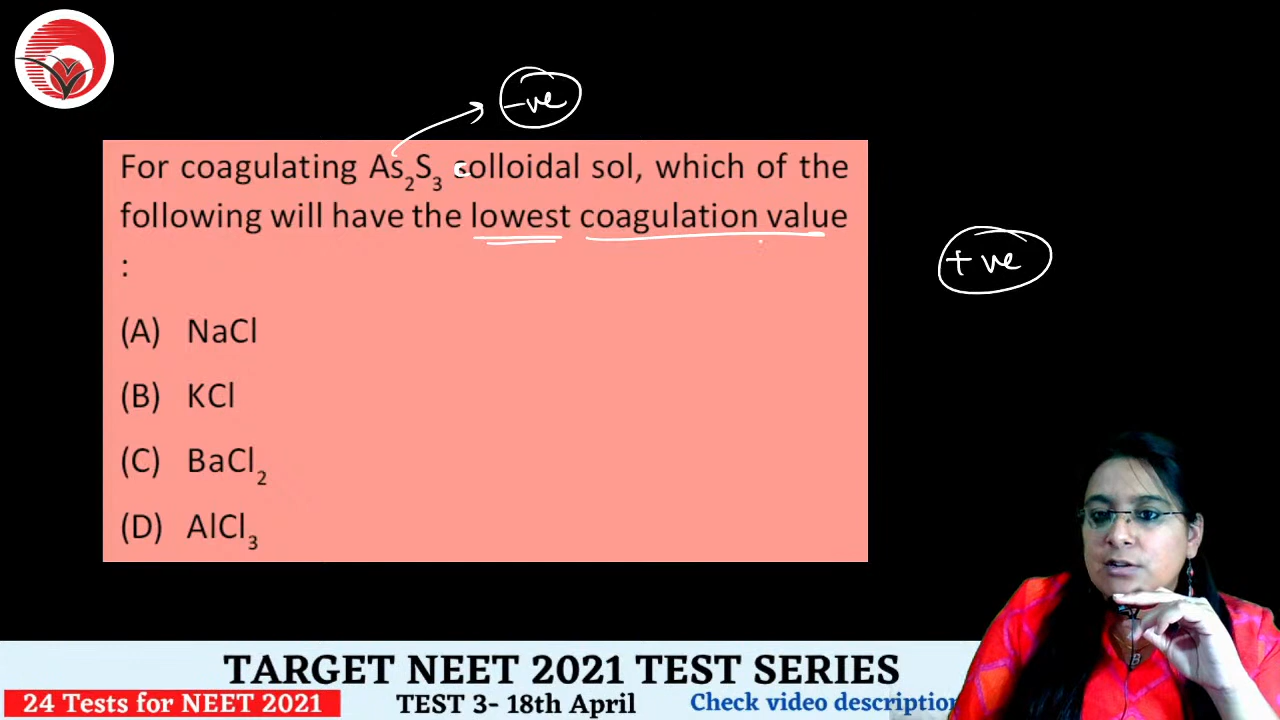 -ve
For coagulating As₂S₃ colloidal sol, which of the
following will have the lowest coagulation value
:
+ve
(A) NaCl
(B) KCl
(C) BaCl₂
(D) AlCl₃
TARGET NEET 2021 TEST SERIES
24 Tests for NEET 2021 TEST 3- 18th April Check video description